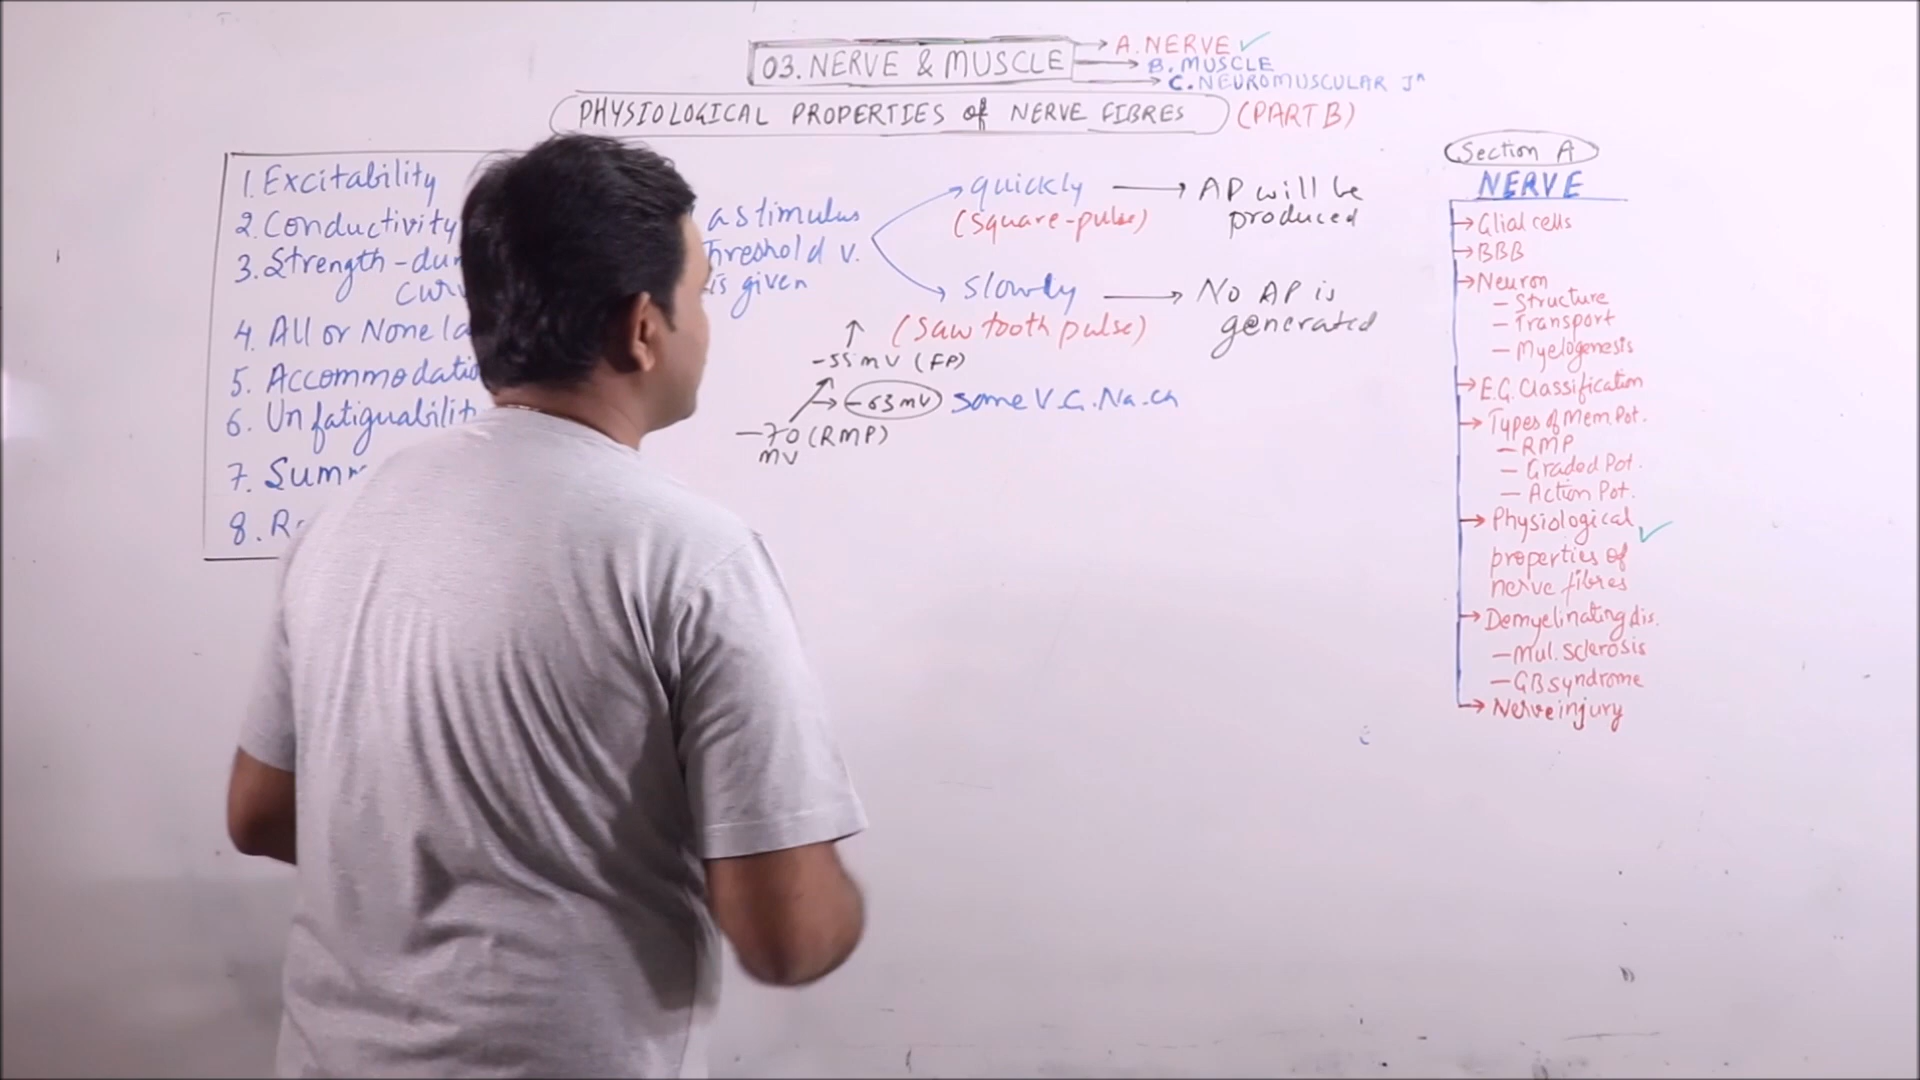 03. NERVE & MUSCLE
A. NERVE ✓
B. MUSCLE
C. NEUROMUSCULAR Jⁿ
PHYSIOLOGICAL PROPERTIES of NERVE FIBRES (PART B)
1. Excitability
2. Conductivity
3. Strength-du
curv
4. All or None la
5. Accommodatio
6. Unfatiguabilit
7. Summ
8. R
a stimulus
Threshold v.
is given
quickly → AP will be
(square-pulse) produced
slowly → No AP is
(saw tooth pulse) generated
↑
-55 mV (FP)
→ -63 mV some V.G. Na. ch
-70 (RMP)
mv
Section A
NERVE
→ Glial cells
→ BBB
→ Neuron
– Structure
– Transport
– Myelogenesis
→ E.G. Classification
→ Types of Mem Pot.
– RMP
– Graded Pot.
– Action Pot.
→ Physiological ✓
properties of
nerve fibres
→ Demyelinating dis.
– Mul. Sclerosis
– GB syndrome
→ Nerve injury